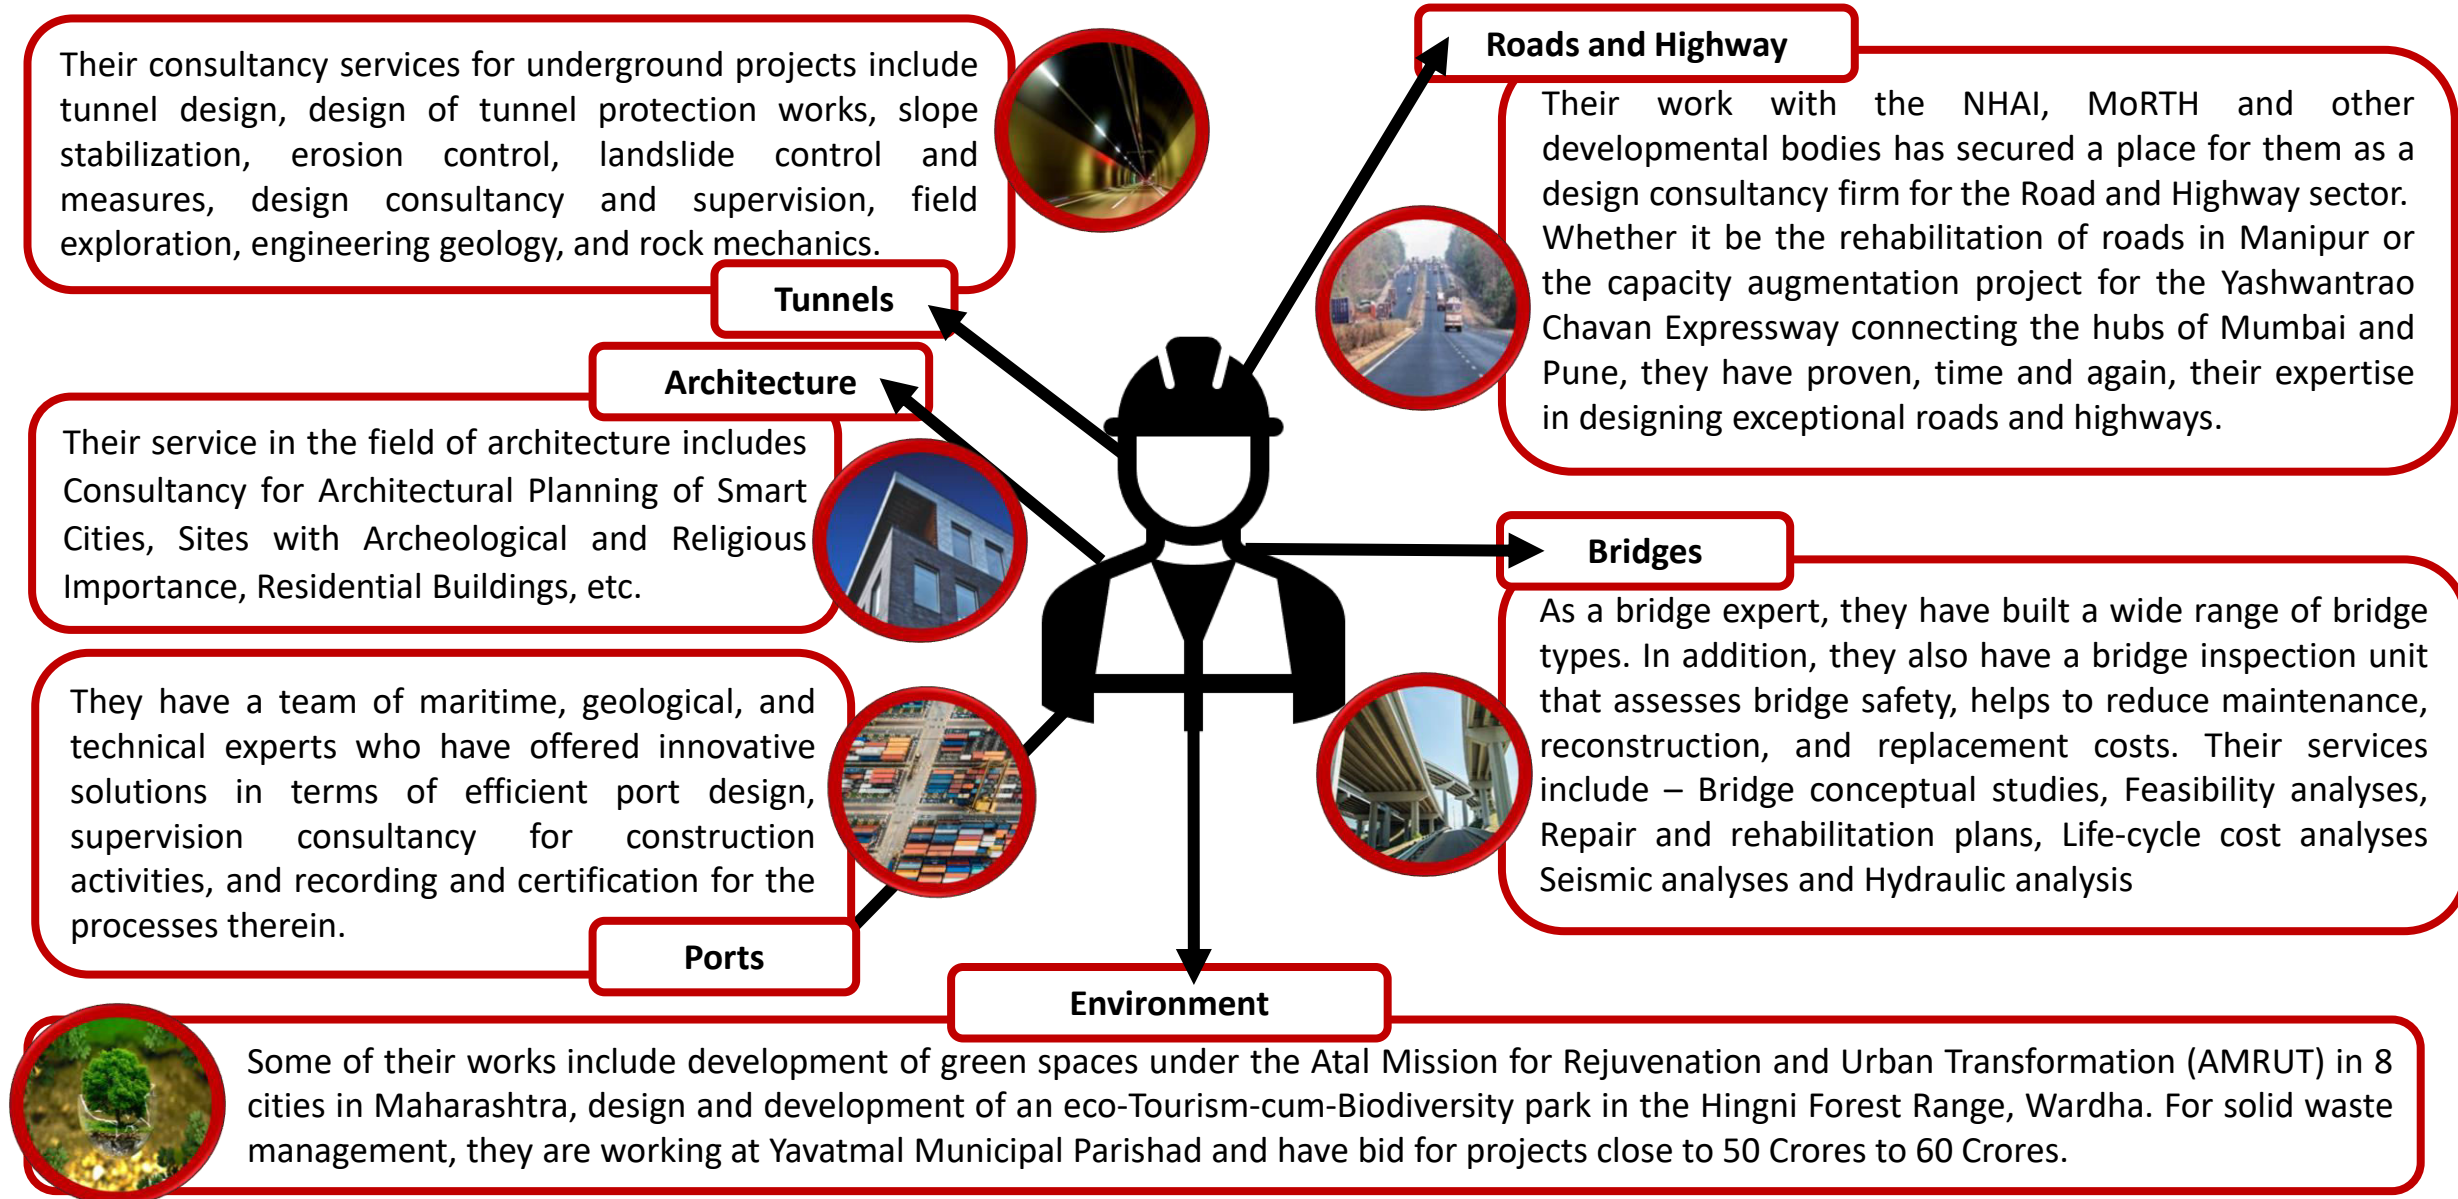 Their consultancy services for underground projects include
tunnel design, design of tunnel protection works, slope
stabilization, erosion control, landslide control and
measures, design consultancy and supervision, field
exploration, engineering geology, and rock mechanics.
Tunnels
Architecture
Their service in the field of architecture includes
Consultancy for Architectural Planning of Smart
Cities, Sites with Archeological and Religious
Importance, Residential Buildings, etc.
They have a team of maritime, geological, and
technical experts who have offered innovative
solutions in terms of efficient port design,
supervision consultancy for construction
activities, and recording and certification for the
processes therein.
Ports
Roads and Highway
Their work with the NHAI, MoRTH and other
developmental bodies has secured a place for them as a
design consultancy firm for the Road and Highway sector.
Whether it be the rehabilitation of roads in Manipur or
the capacity augmentation project for the Yashwantrao
Chavan Expressway connecting the hubs of Mumbai and
Pune, they have proven, time and again, their expertise
in designing exceptional roads and highways.
Bridges
As a bridge expert, they have built a wide range of bridge
types. In addition, they also have a bridge inspection unit
that assesses bridge safety, helps to reduce maintenance,
reconstruction, and replacement costs. Their services
include – Bridge conceptual studies, Feasibility analyses,
Repair and rehabilitation plans, Life-cycle cost analyses
Seismic analyses and Hydraulic analysis
Environment
Some of their works include development of green spaces under the Atal Mission for Rejuvenation and Urban Transformation (AMRUT) in 8
cities in Maharashtra, design and development of an eco-Tourism-cum-Biodiversity park in the Hingni Forest Range, Wardha. For solid waste
management, they are working at Yavatmal Municipal Parishad and have bid for projects close to 50 Crores to 60 Crores.